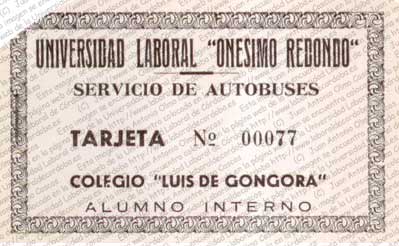 UNIVERSIDAD LABORAL "ONESIMO REDONDO"
SERVICIO DE AUTOBUSES
TARJETA Nº 00077
COLEGIO "LUIS DE GONGORA"
ALUMNO INTERNO